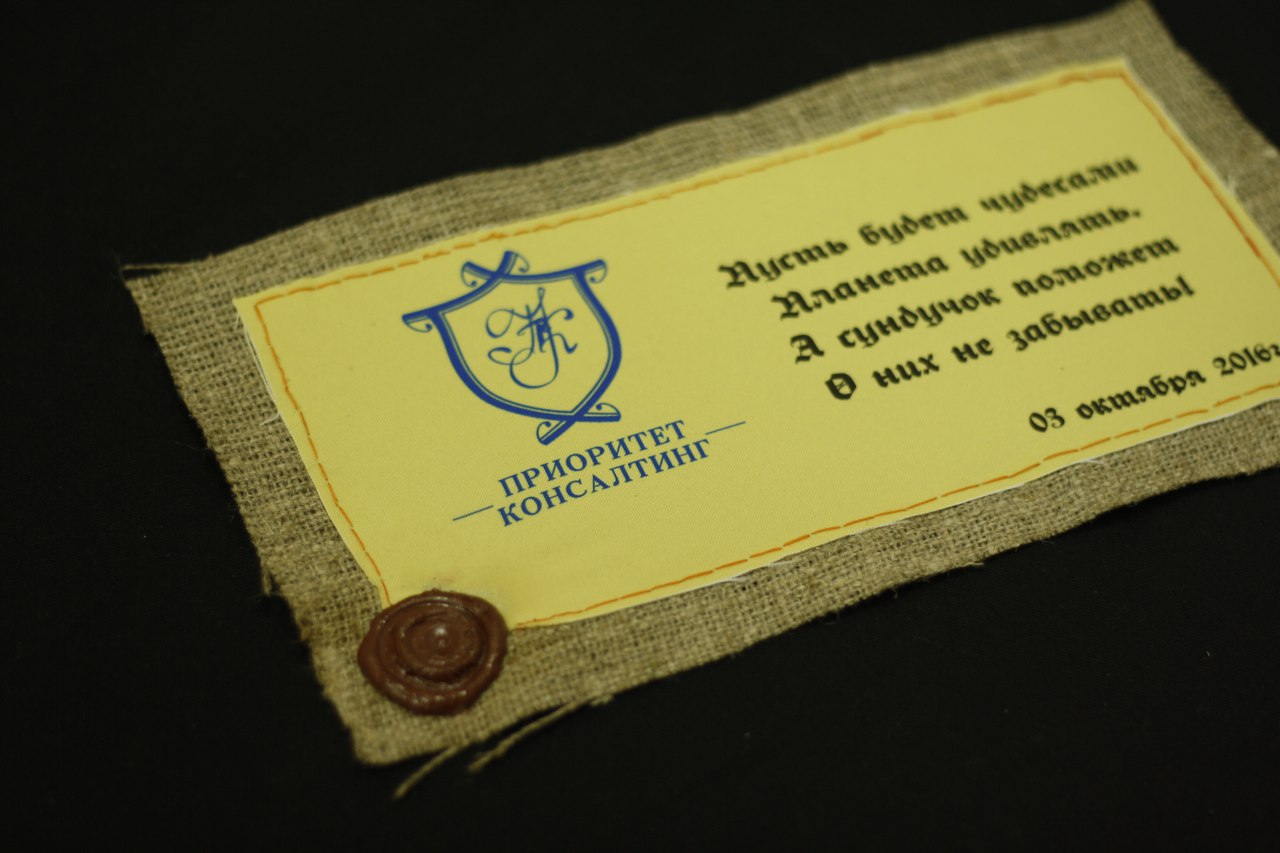 ПРИОРИТЕТ
КОНСАЛТИНГ
Пусть будет чудесами
Планета удивлять.
А сундучок поможет
О них не забывать!
03 октября 2016г